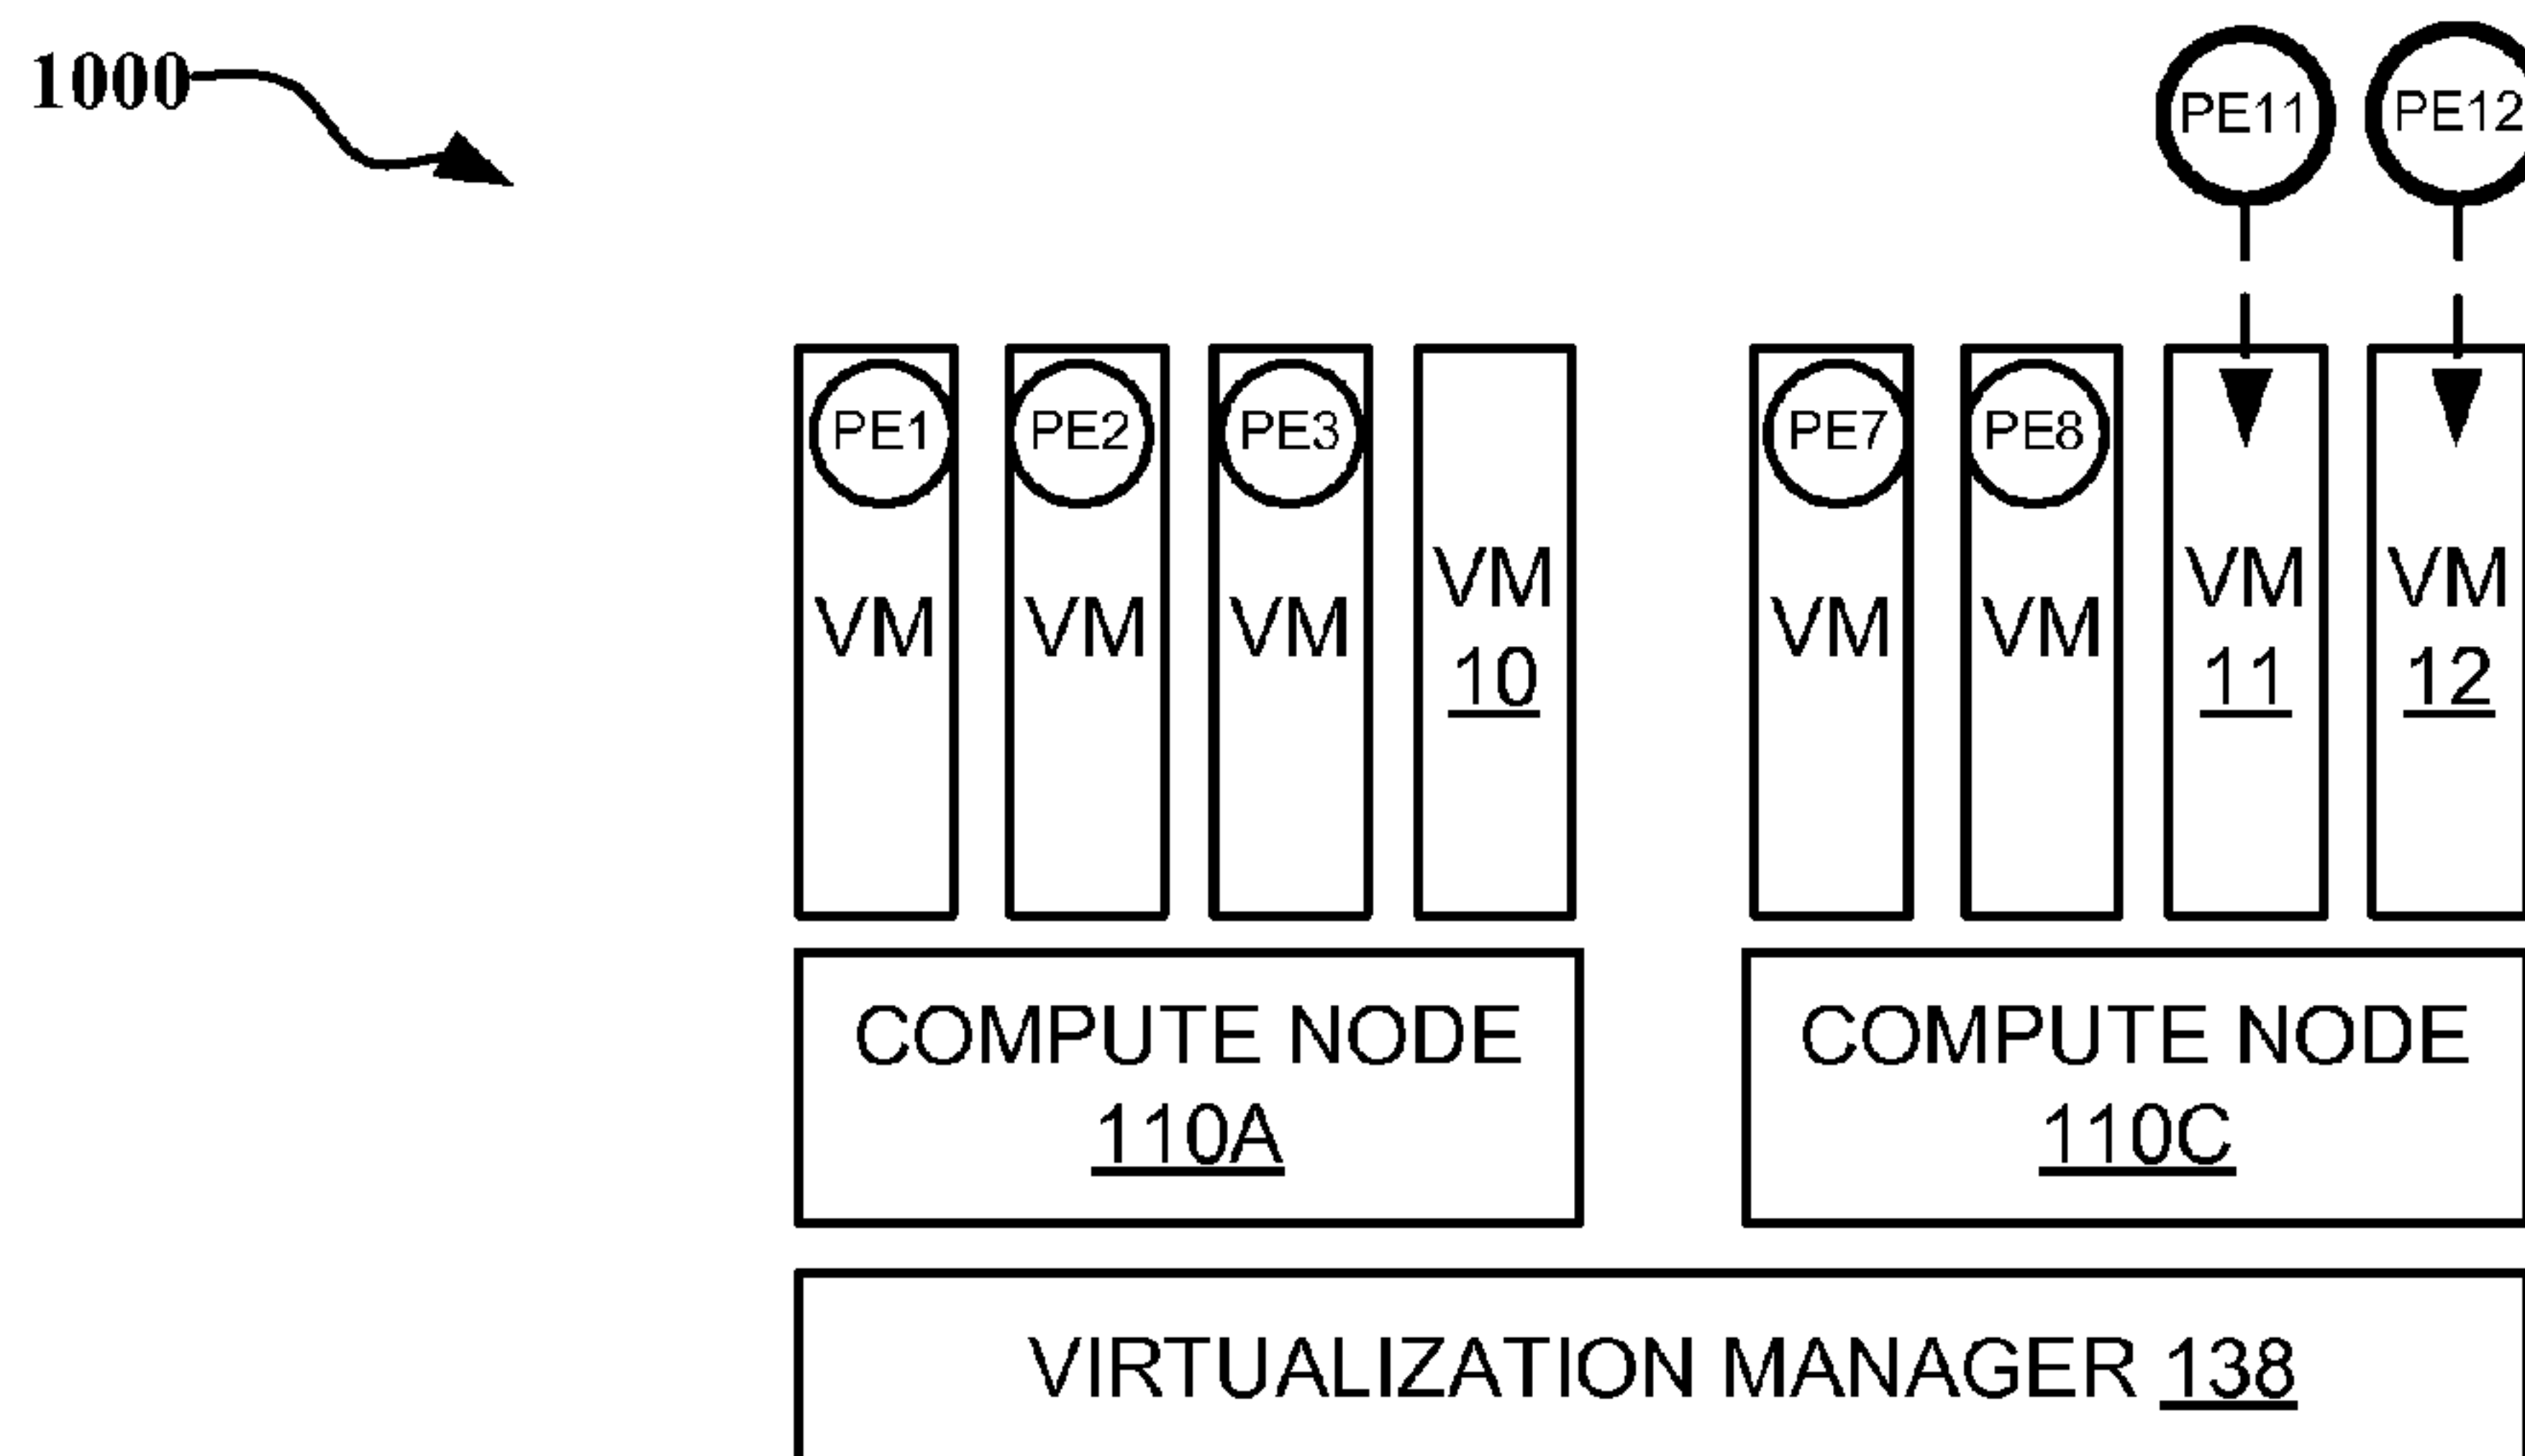 1000
PE11 PE12
PE1 PE2 PE3 PE7 PE8
VM VM VM VM 10 VM VM VM 11 VM 12
COMPUTE NODE COMPUTE NODE
110A 110C
VIRTUALIZATION MANAGER 138